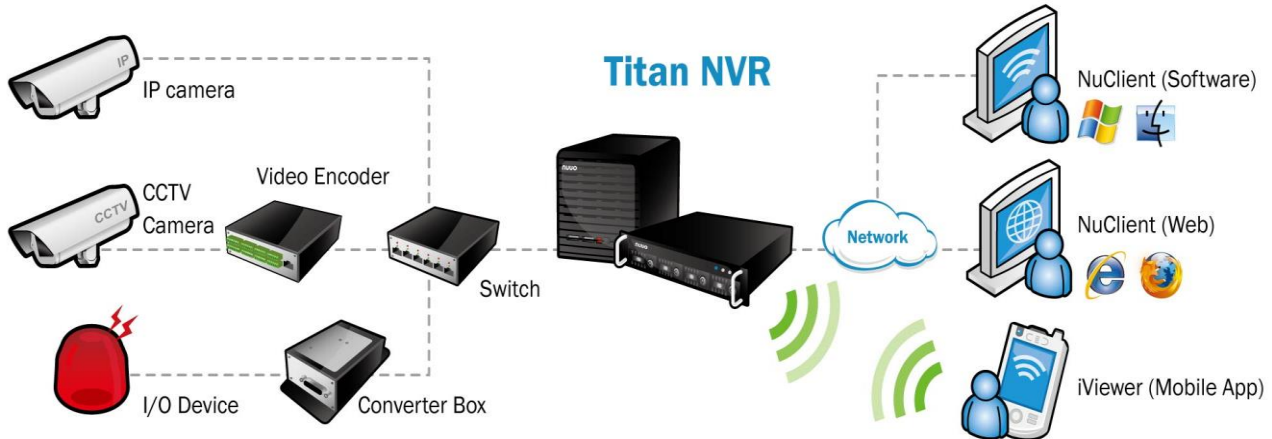 Titan NVR
IP
IP camera
CCTV
CCTV
Camera
Video Encoder
Switch
I/O Device
Converter Box
nuuo
nuuo
Network
NuClient (Software)
NuClient (Web)
iViewer (Mobile App)